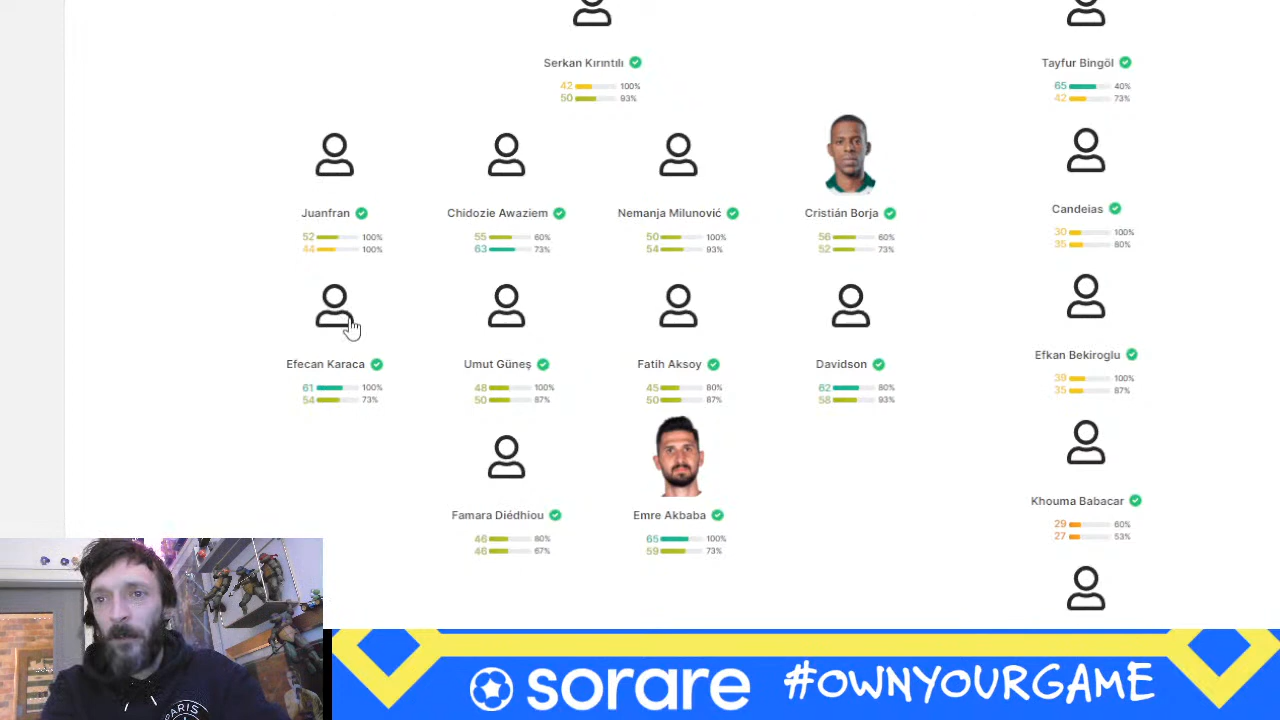 Serkan Kırıntılı
42 100%
50 93%
Tayfur Bingöl
65 40%
42 73%
Juanfran
52 100%
44 100%
Chidozie Awaziem
55 60%
63 73%
Nemanja Milunović
50 100%
54 93%
Cristián Borja
56 60%
52 73%
Candeias
30 100%
35 80%
Efecan Karaca
61 100%
54 73%
Umut Güneş
48 100%
50 87%
Fatih Aksoy
45 80%
50 87%
Davidson
62 80%
58 93%
Efkan Bekiroglu
39 100%
35 87%
Famara Diédhiou
46 80%
46 67%
Emre Akbaba
65 100%
59 73%
Khouma Babacar
29 60%
27 53%
PARIS
sorare #OWNYOURGAME